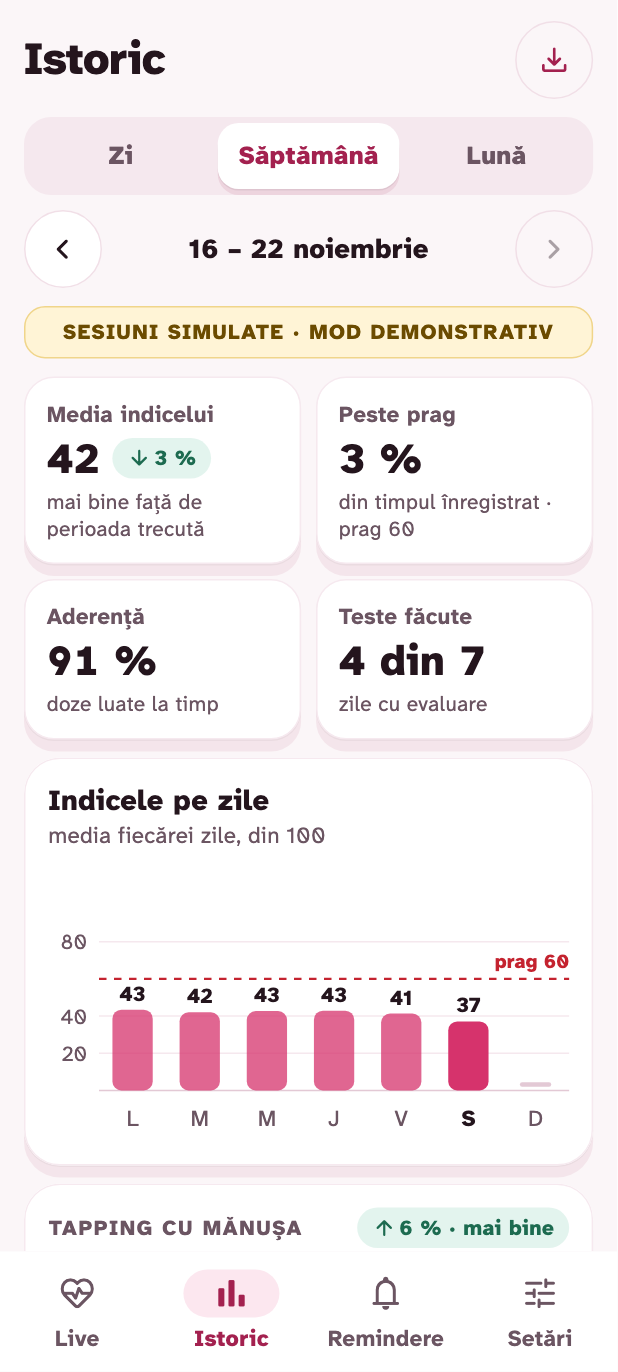 Istoric
Zi
Săptămână
Lună
16 – 22 noiembrie
SESIUNI SIMULATE · MOD DEMONSTRATIV
Media indicelui
42 ↓ 3 %
mai bine față de
perioada trecută
Peste prag
3 %
din timpul înregistrat ·
prag 60
Aderență
91 %
doze luate la timp
Teste făcute
4 din 7
zile cu evaluare
Indicele pe zile
media fiecărei zile, din 100
80
prag 60
43 42 43 43 41 37
40
20
L M M J V S D
TAPPING CU MĂNUȘA
↑ 6 % · mai bine
Live
Istoric
Remindere
Setări